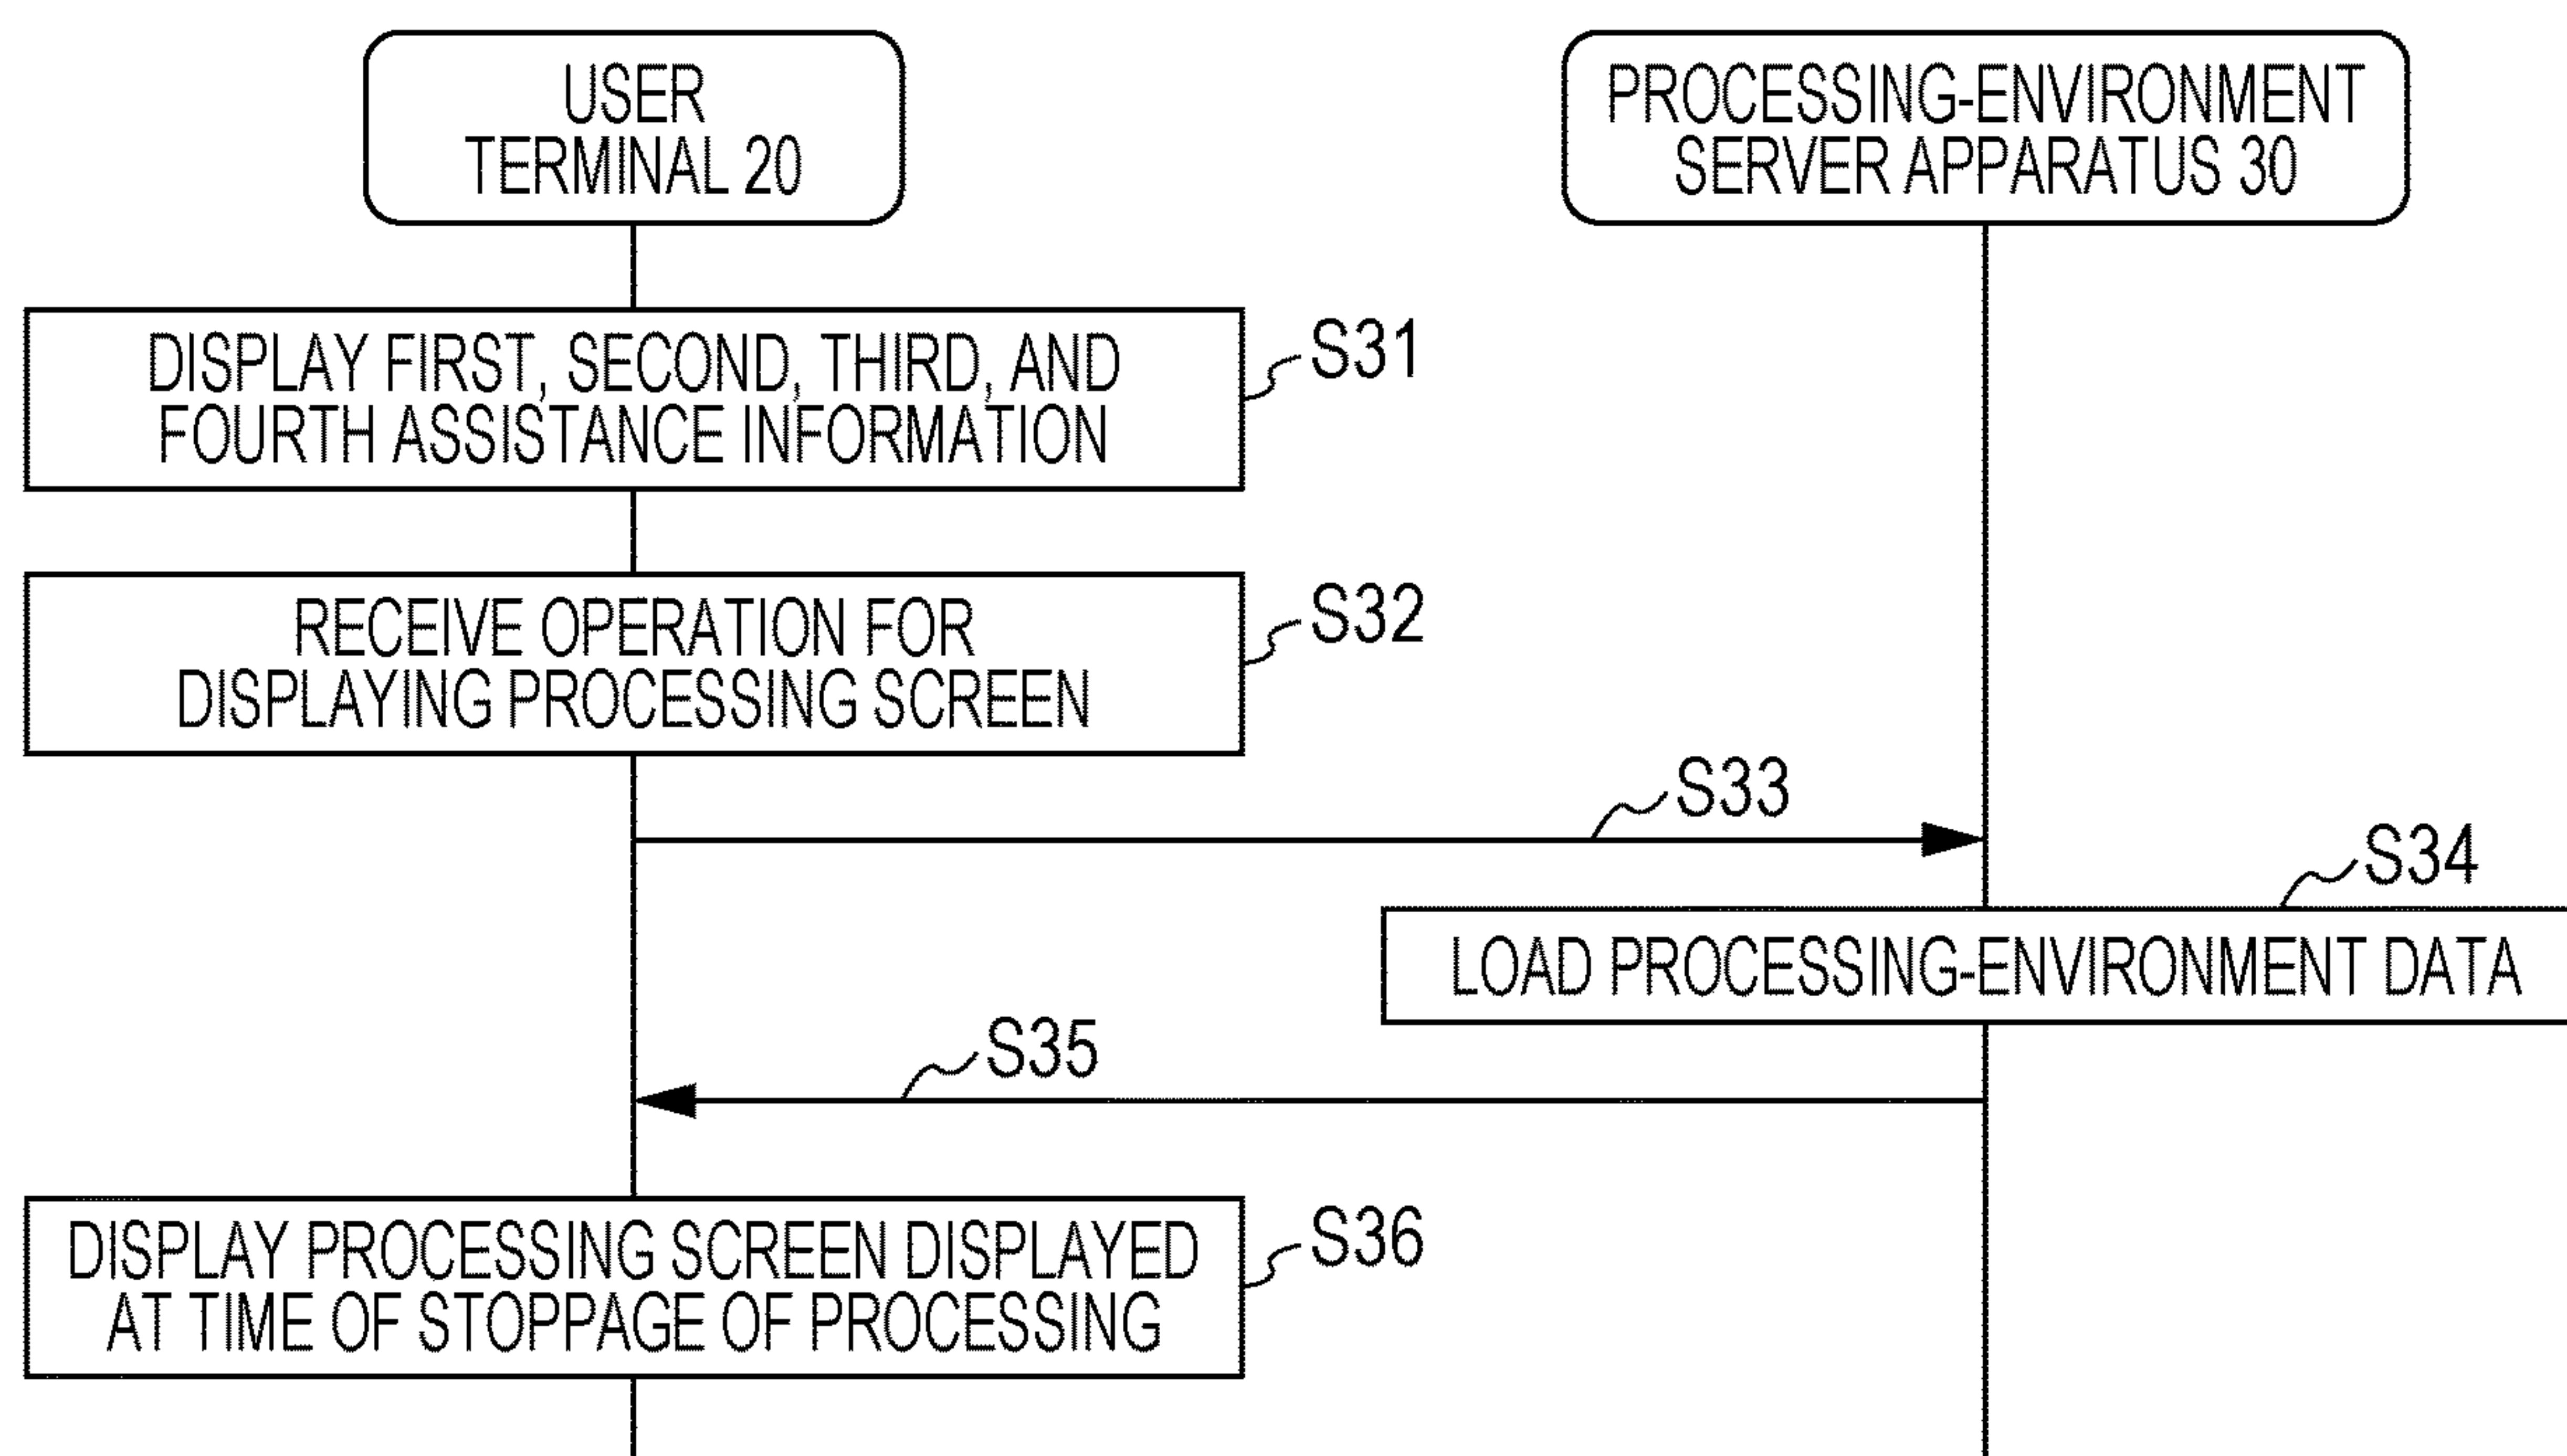 USER
TERMINAL 20
PROCESSING-ENVIRONMENT
SERVER APPARATUS 30
DISPLAY FIRST, SECOND, THIRD, AND
FOURTH ASSISTANCE INFORMATION
S31
RECEIVE OPERATION FOR
DISPLAYING PROCESSING SCREEN
S32
S33
S34
LOAD PROCESSING-ENVIRONMENT DATA
S35
DISPLAY PROCESSING SCREEN DISPLAYED
AT TIME OF STOPPAGE OF PROCESSING
S36